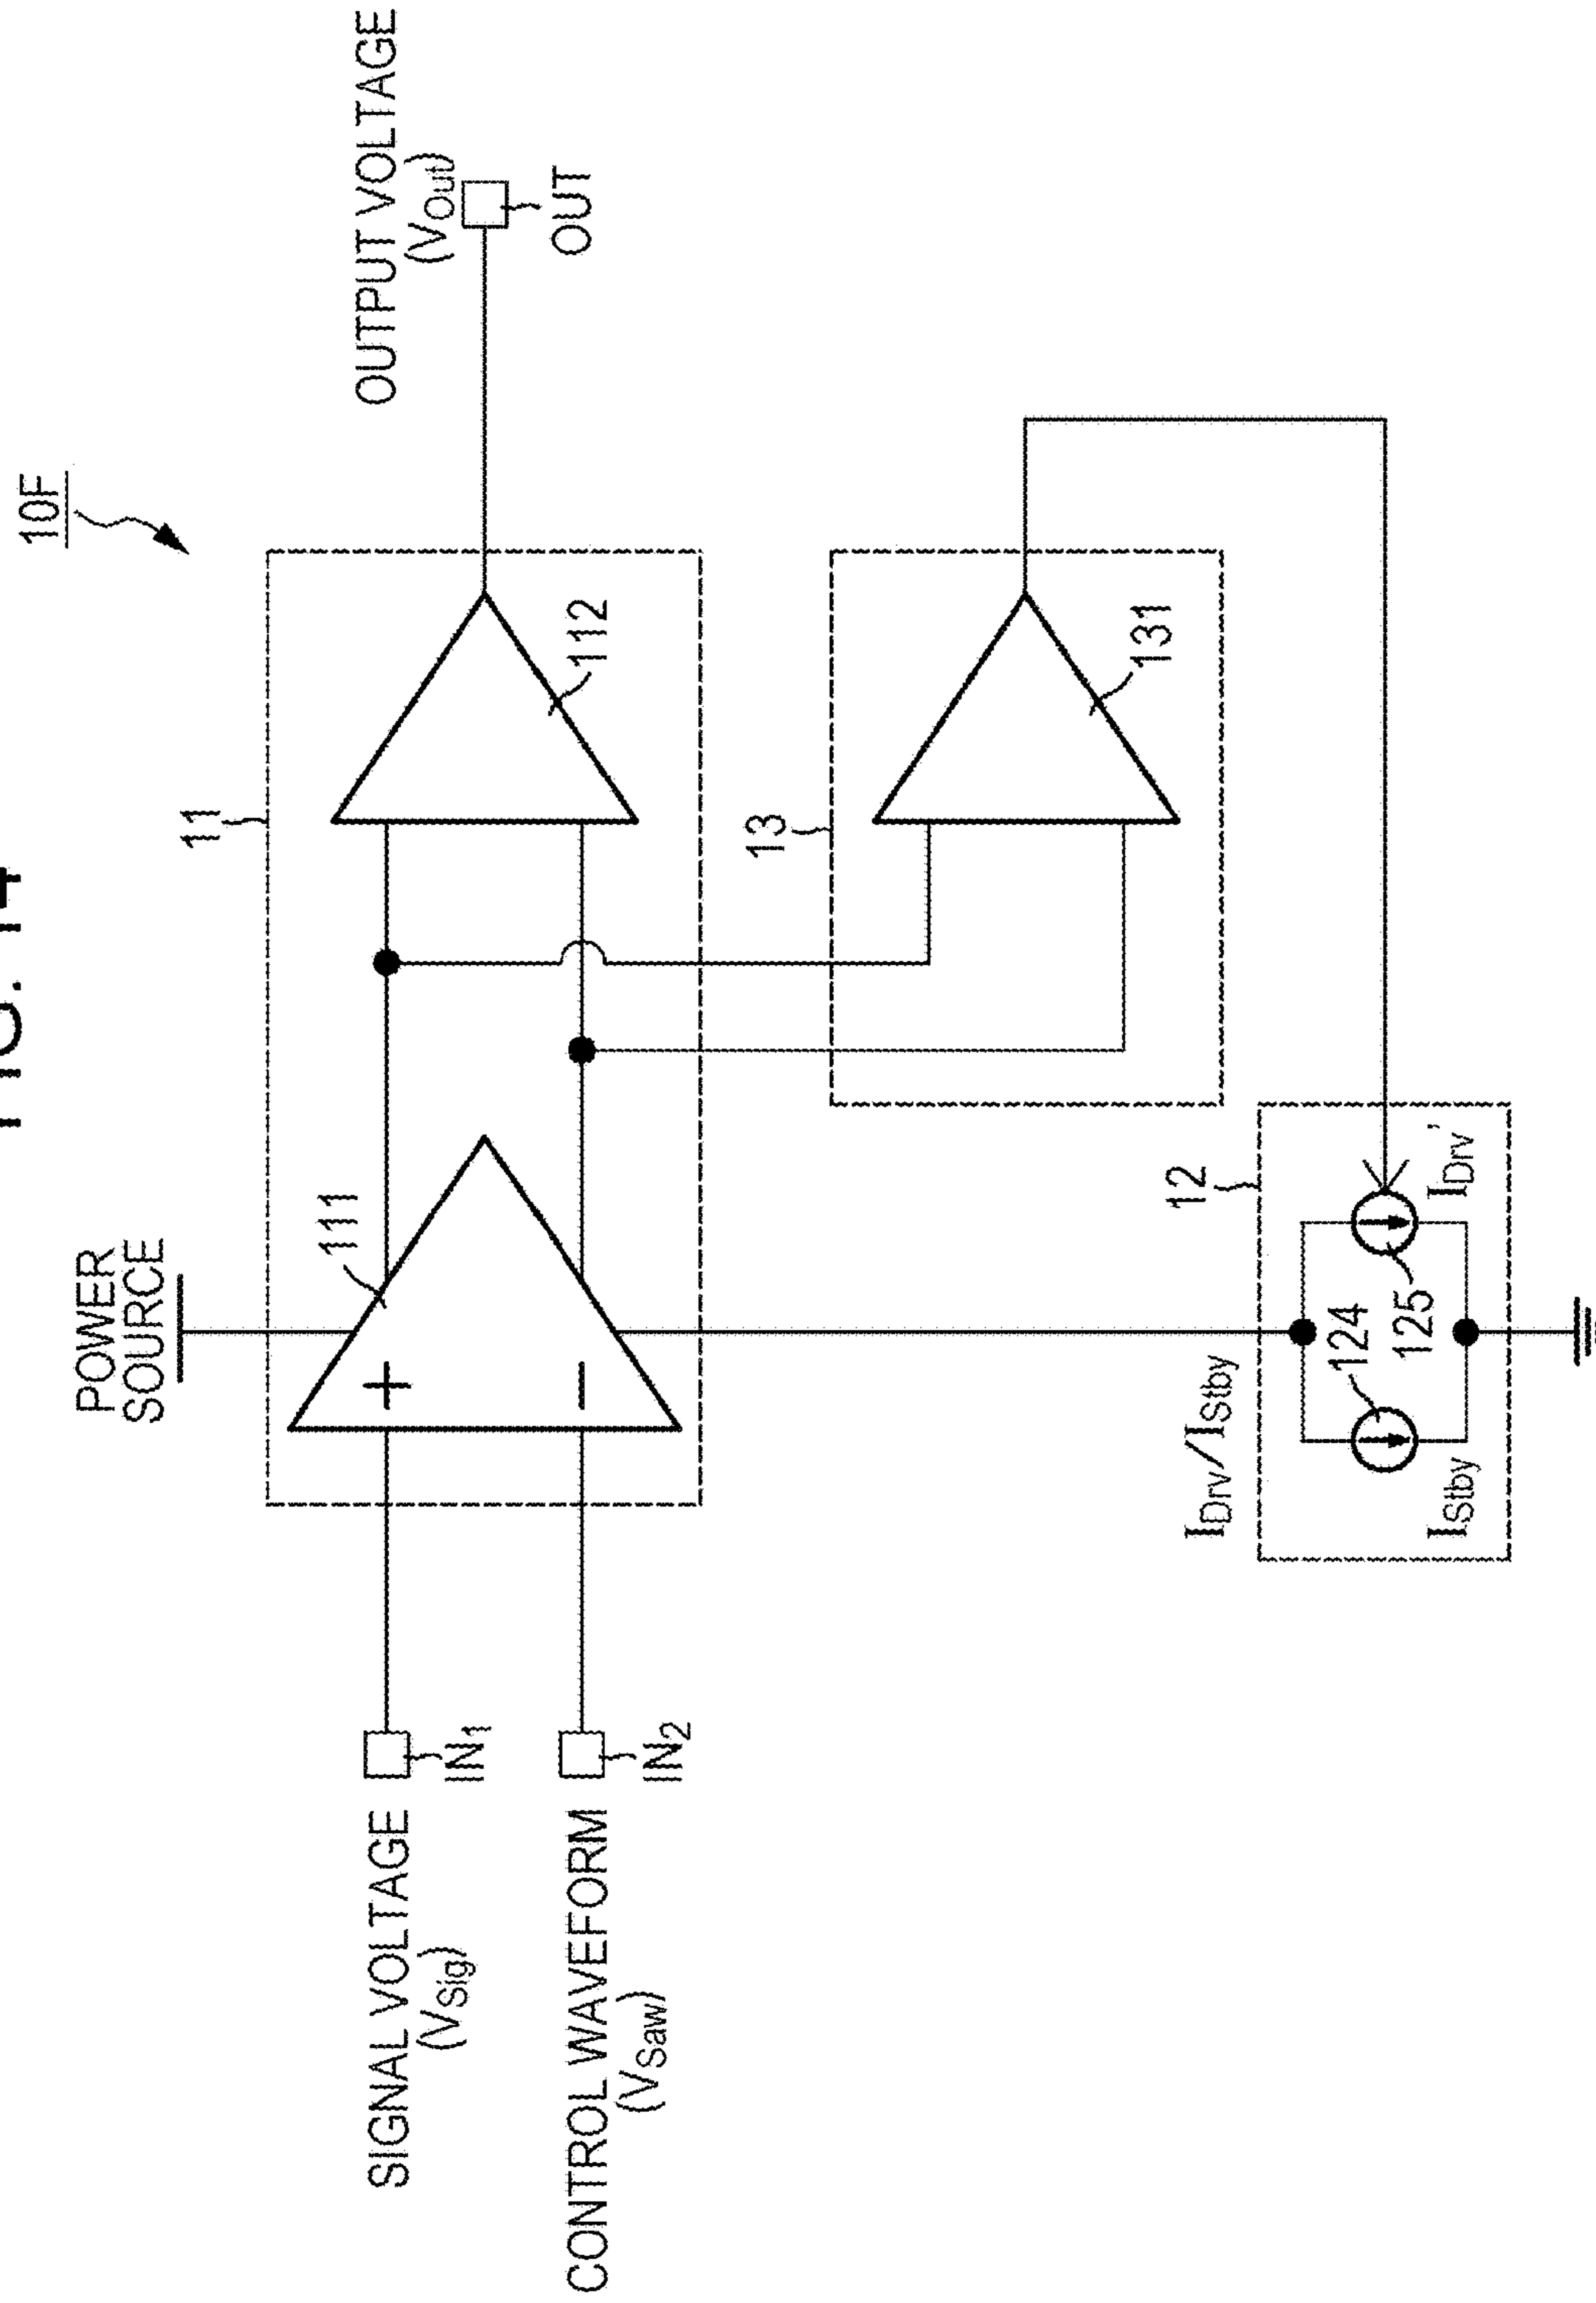 FIG. 14
10F
POWER
SOURCE
11
111
112
OUTPUT VOLTAGE
(VOut)
OUT
SIGNAL VOLTAGE
(VSig)
IN1
CONTROL WAVEFORM
(VSaw)
IN2
13
131
12
IDrv/IStby
124
125
IStby
IDrv'